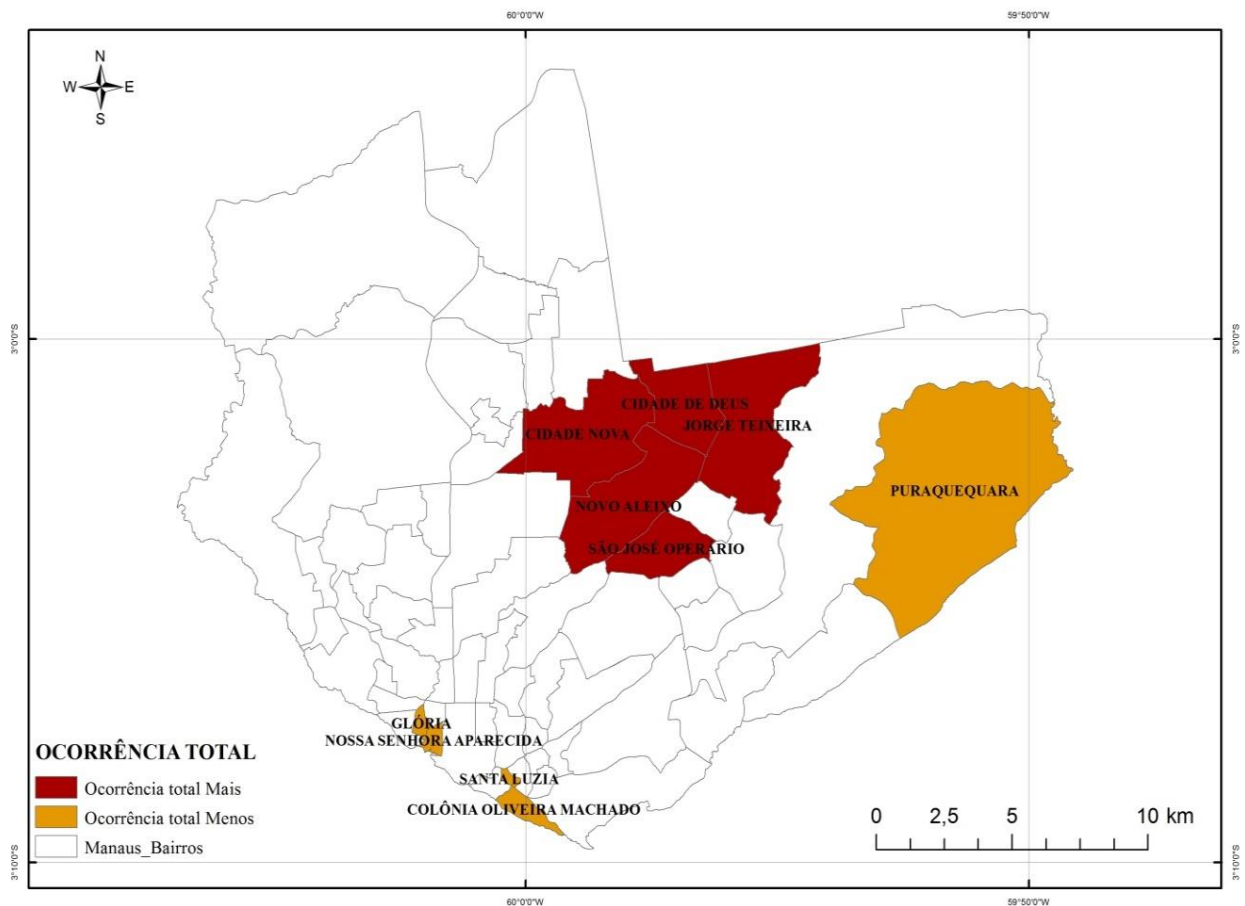 60°0'0"W
59°50'0"W
N
W
E
S
3°0'0"S
3°0'0"S
CIDADE DE DEUS
JORGE TEIXEIRA
CIDADE NOVA
PURAQUEQUARA
NOVO ALEIXO
SÃO JOSÉ OPERÁRIO
GLÓRIA
NOSSA SENHORA APARECIDA
SANTA LUZIA
COLÔNIA OLIVEIRA MACHADO
OCORRÊNCIA TOTAL
Ocorrência total Mais
Ocorrência total Menos
Manaus_Bairros
0 2,5 5 10 km
3°10'0"S
3°10'0"S
60°0'0"W
59°50'0"W